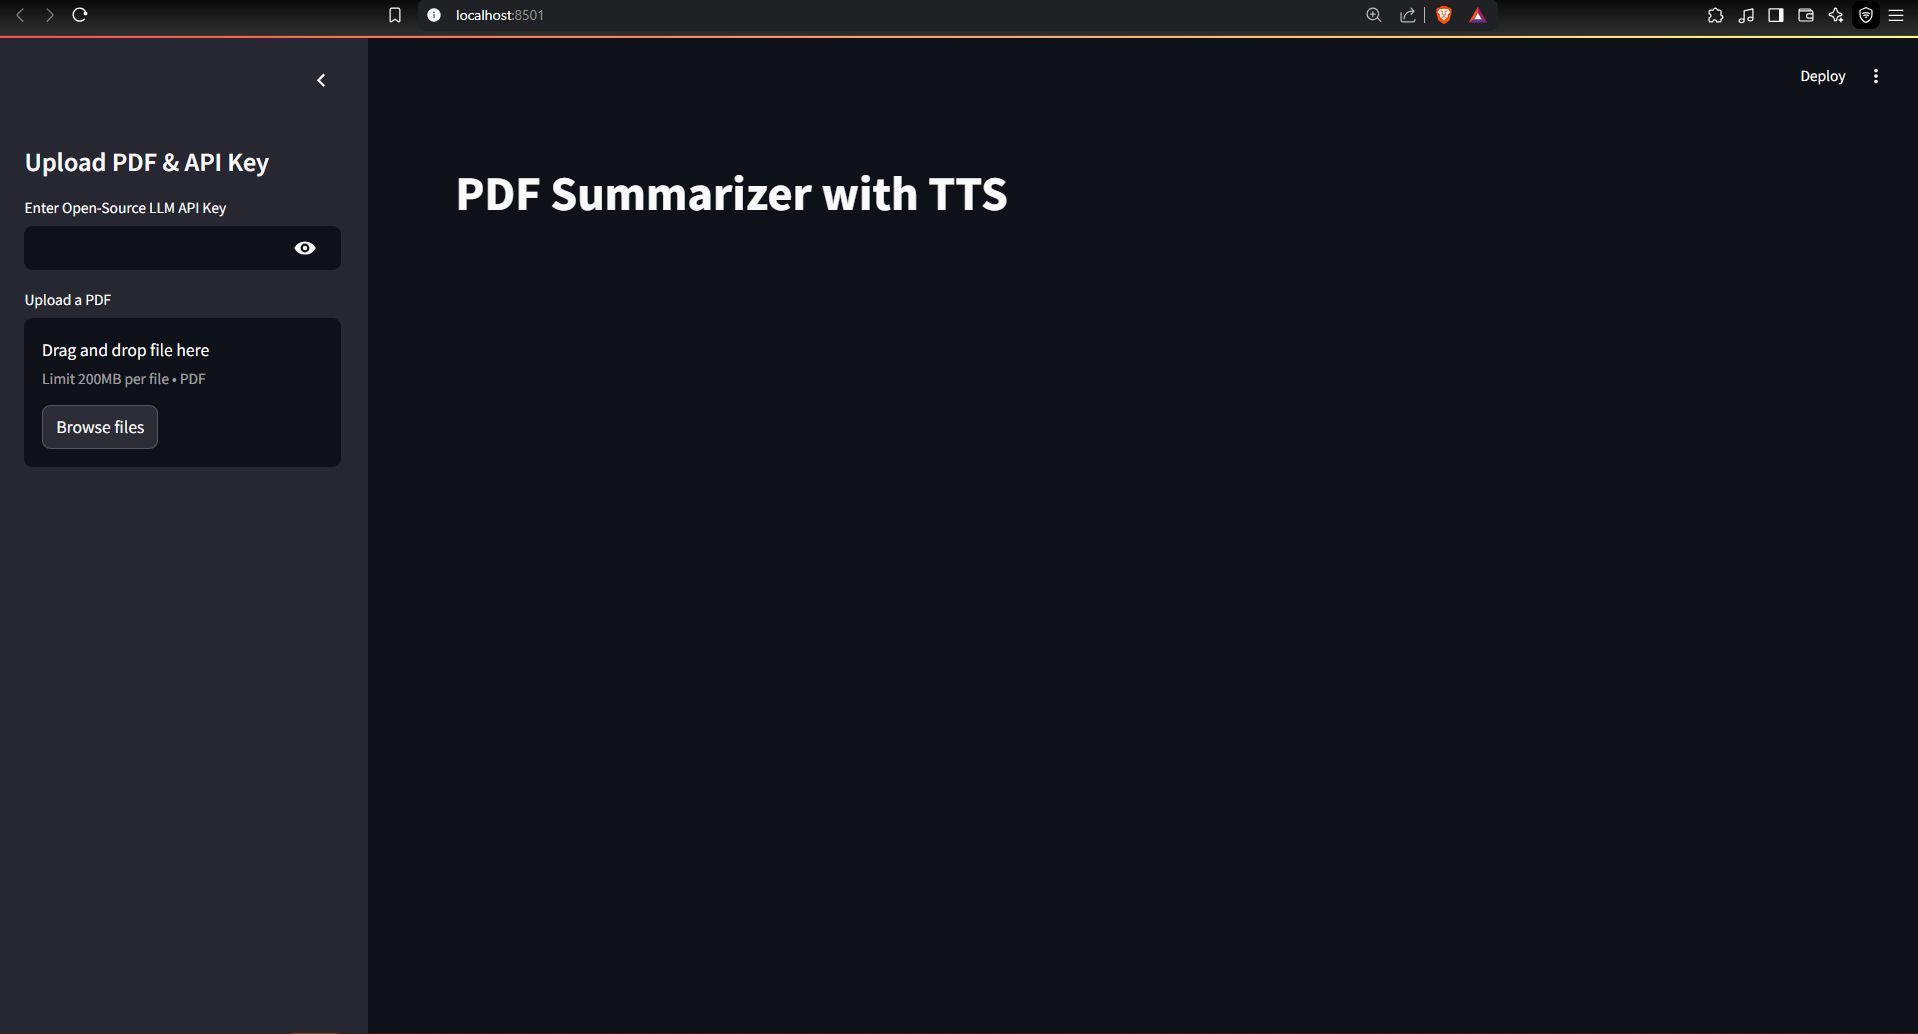 localhost:8501
Deploy
Upload PDF & API Key
Enter Open-Source LLM API Key
Upload a PDF
Drag and drop file here
Limit 200MB per file • PDF
Browse files
PDF Summarizer with TTS